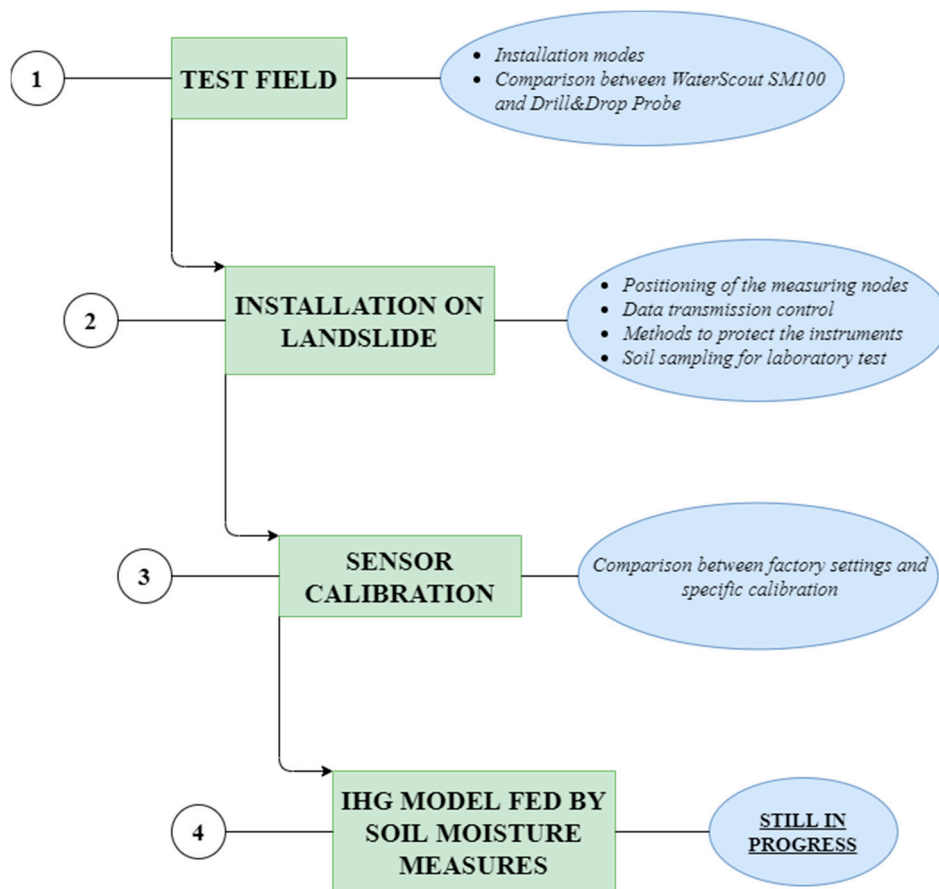 1
TEST FIELD
• Installation modes
• Comparison between WaterScout SM100
and Drill&Drop Probe
2
INSTALLATION ON
LANDSLIDE
• Positioning of the measuring nodes
• Data transmission control
• Methods to protect the instruments
• Soil sampling for laboratory test
3
SENSOR
CALIBRATION
Comparison between factory settings and
specific calibration
4
IHG MODEL FED BY
SOIL MOISTURE
MEASURES
STILL IN
PROGRESS